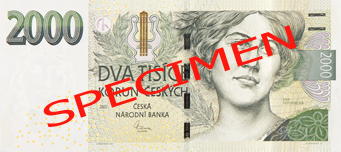 2000
DVA TISÍCE
KORUN ČESKÝCH
ČESKÁ
NÁRODNÍ BANKA
2000
SPECIMEN